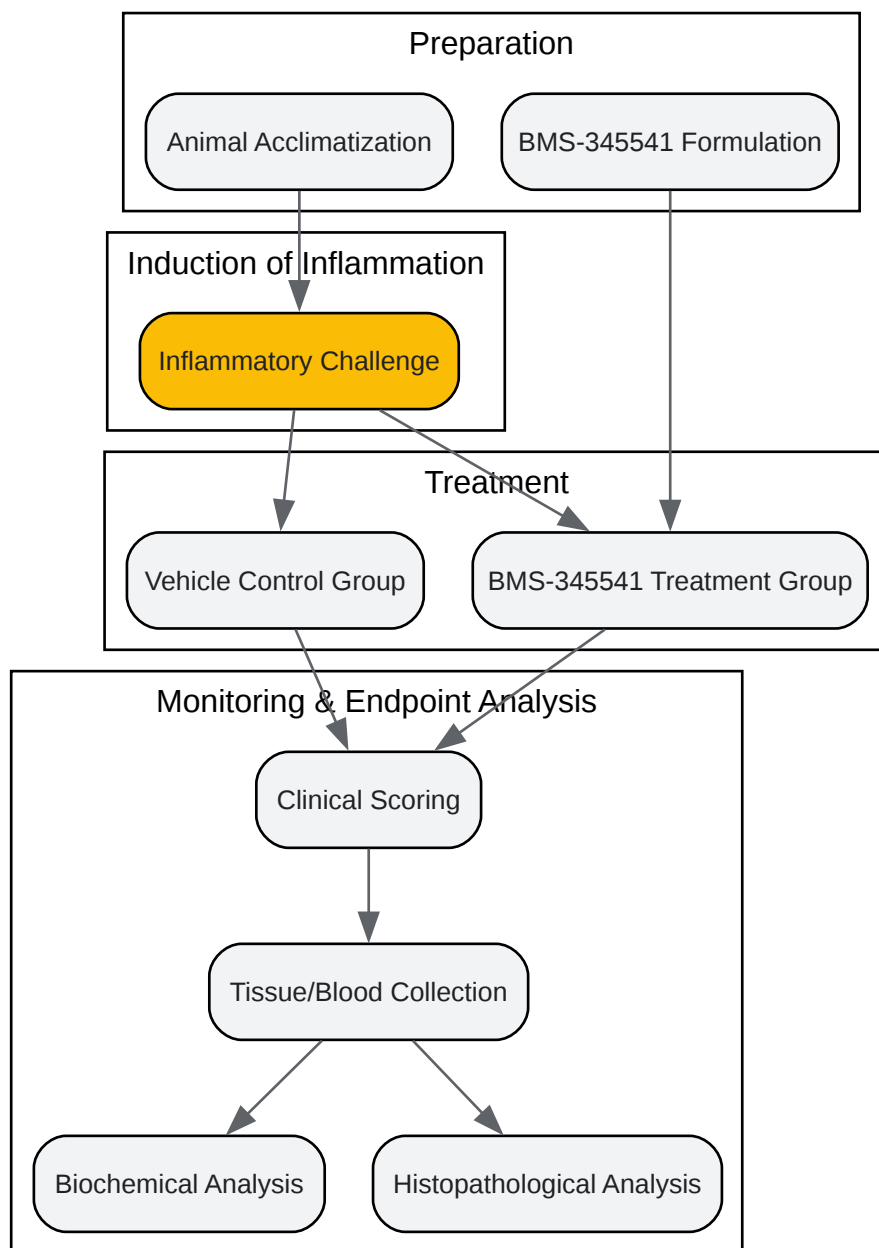 Preparation
Animal Acclimatization
BMS-345541 Formulation
Induction of Inflammation
Inflammatory Challenge
Treatment
Vehicle Control Group
BMS-345541 Treatment Group
Monitoring & Endpoint Analysis
Clinical Scoring
Tissue/Blood Collection
Biochemical Analysis
Histopathological Analysis